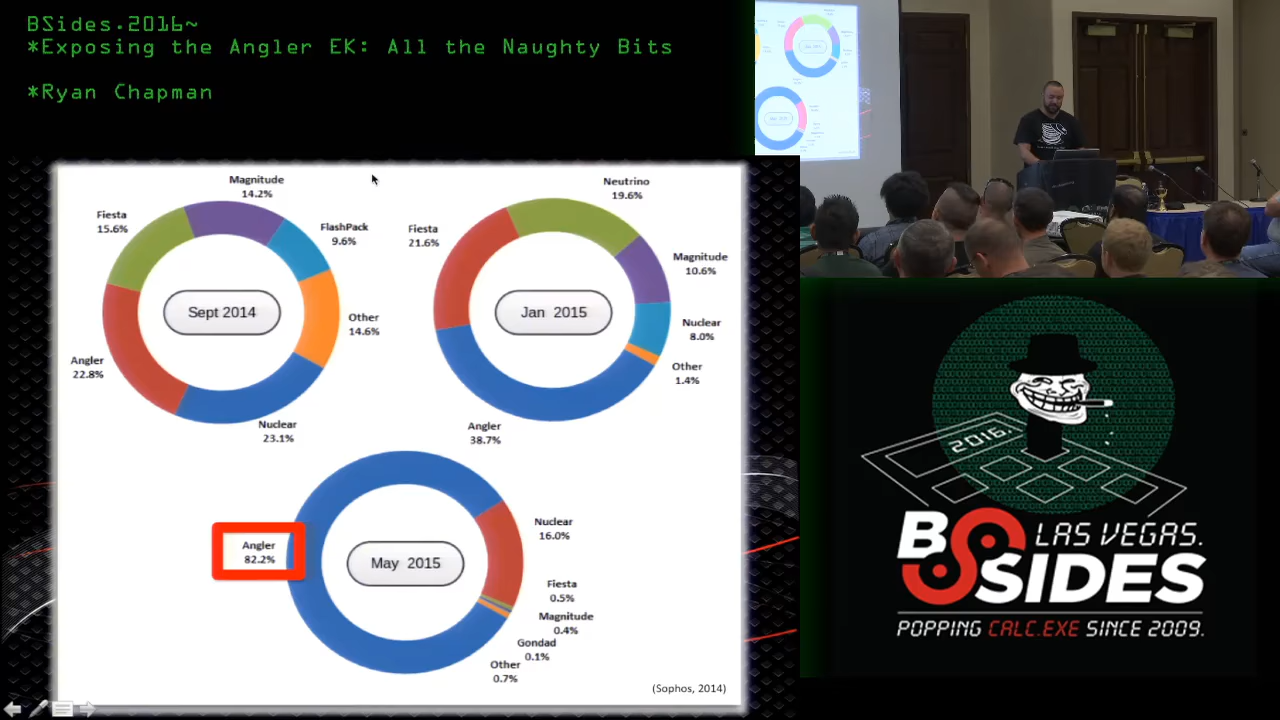 BSides.2016~
*Exposing the Angler EK: All the Naughty Bits
*Ryan Chapman
Magnitude
14.2%
Fiesta
15.6%
FlashPack
9.6%
Sept 2014
Other
14.6%
Angler
22.8%
Nuclear
23.1%
Neutrino
19.6%
Fiesta
21.6%
Magnitude
10.6%
Jan 2015
Nuclear
8.0%
Other
1.4%
Angler
38.7%
Angler
82.2%
May 2015
Nuclear
16.0%
Fiesta
0.5%
Magnitude
0.4%
Gondad
0.1%
Other
0.7%
(Sophos, 2014)
2016.
BSIDES
LAS VEGAS.
POPPING CALC.EXE SINCE 2009.